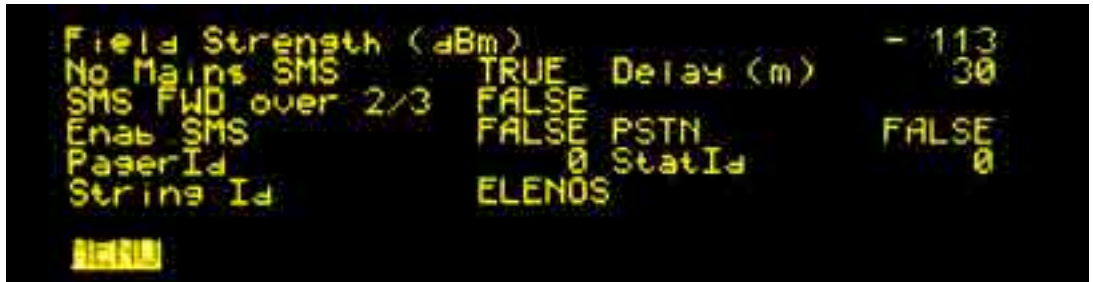 Field Strength (dBm) - 113
No Mains SMS TRUE Delay (m) 30
SMS FWD over 2/3 FALSE
Enab SMS FALSE PSTN FALSE
PagerId 0 StatId 0
String Id ELENOS
MENU